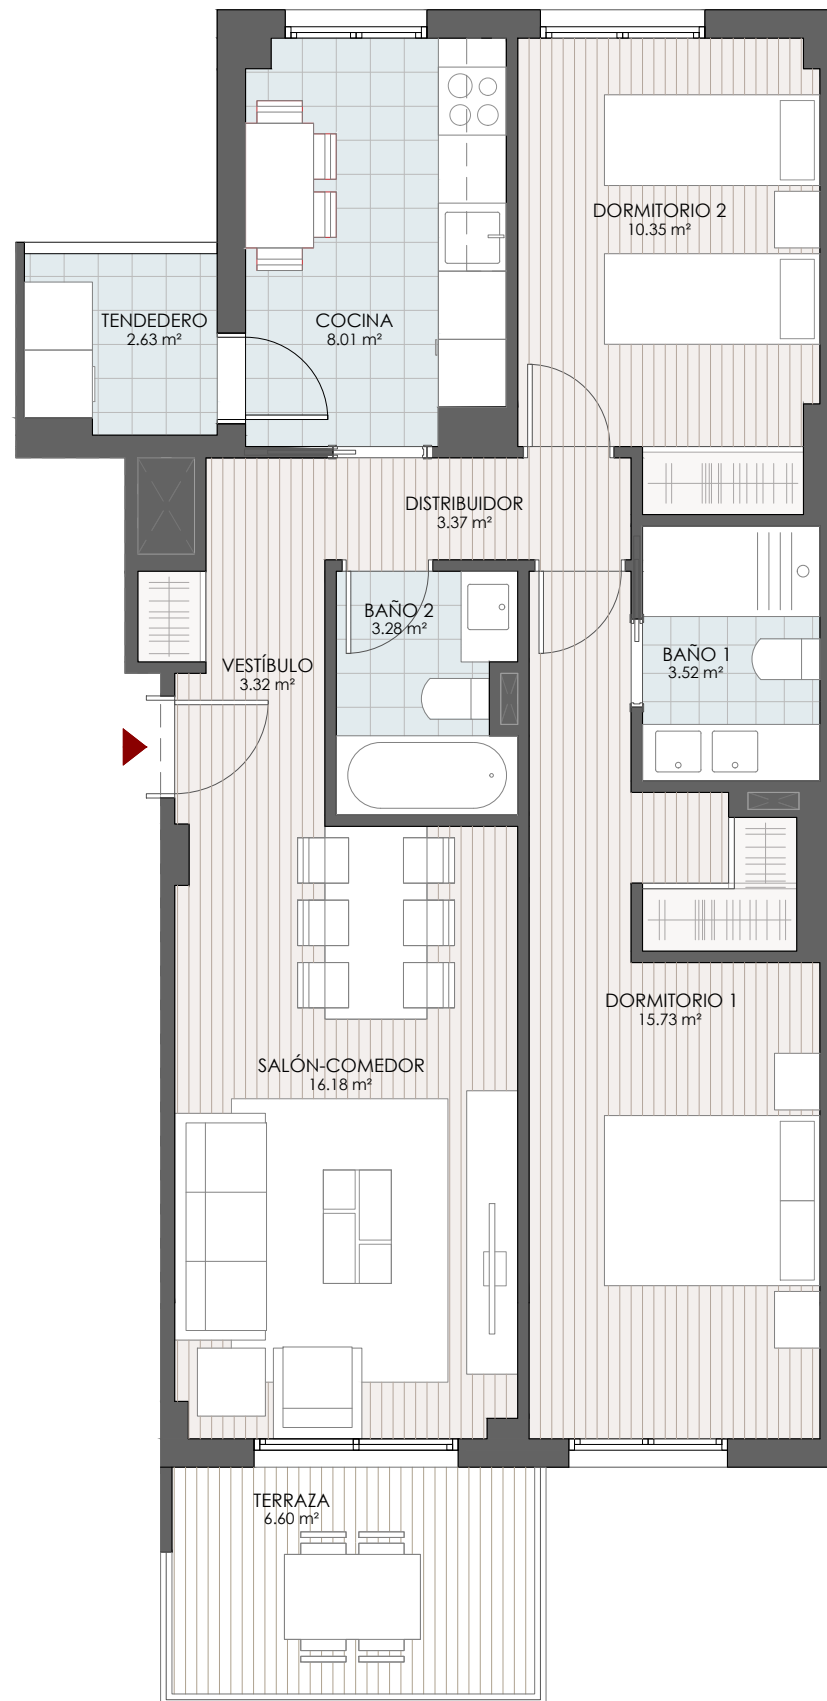 DORMITORIO 2
10.35 m²
TENDEDERO
2.63 m²
COCINA
8.01 m²
DISTRIBUIDOR
3.37 m²
BAÑO 2
3.28 m²
BAÑO 1
3.52 m²
VESTÍBULO
3.32 m²
DORMITORIO 1
15.73 m²
SALÓN-COMEDOR
16.18 m²
TERRAZA
6.60 m²